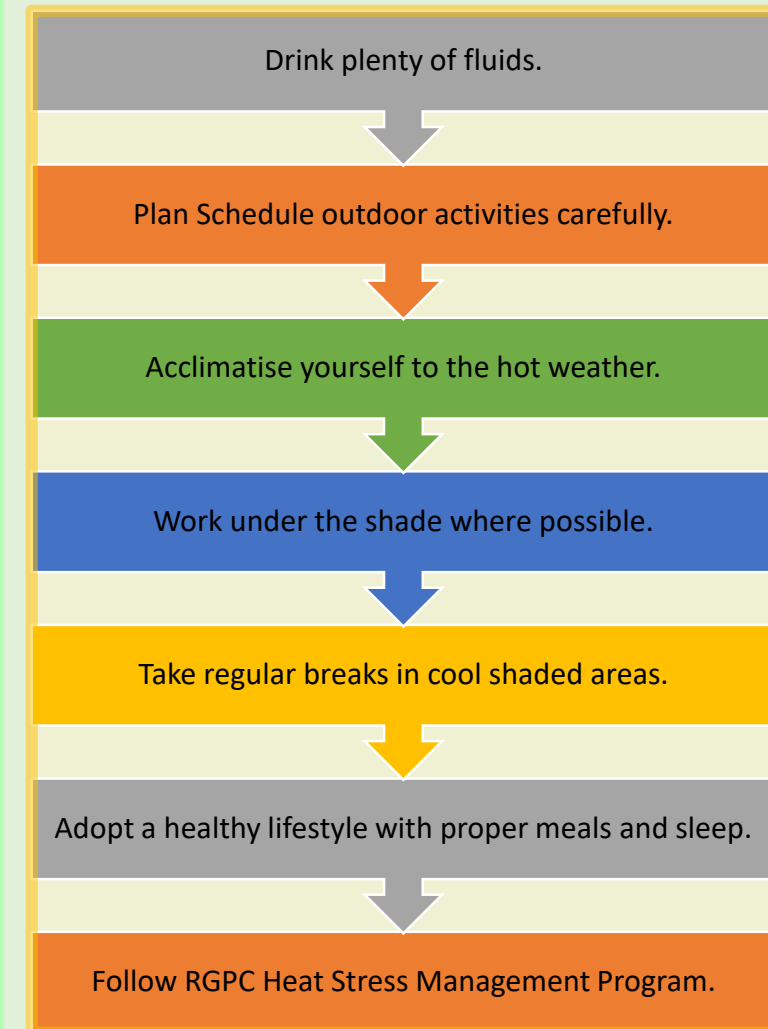 Drink plenty of fluids.
Plan Schedule outdoor activities carefully.
Acclimatise yourself to the hot weather.
Work under the shade where possible.
Take regular breaks in cool shaded areas.
Adopt a healthy lifestyle with proper meals and sleep.
Follow RGPC Heat Stress Management Program.